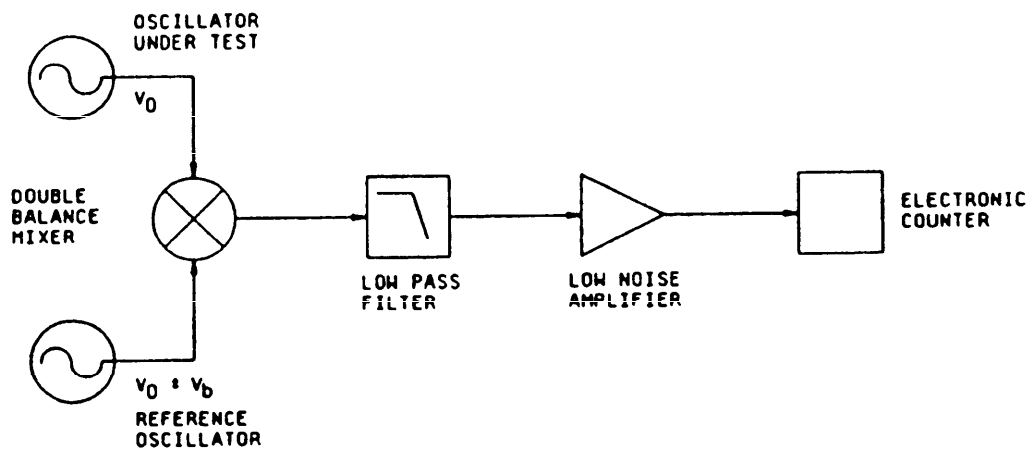 OSCILLATOR
UNDER TEST
V0
DOUBLE
BALANCE
MIXER
LOW PASS
FILTER
LOW NOISE
AMPLIFIER
ELECTRONIC
COUNTER
V0 ± Vb
REFERENCE
OSCILLATOR